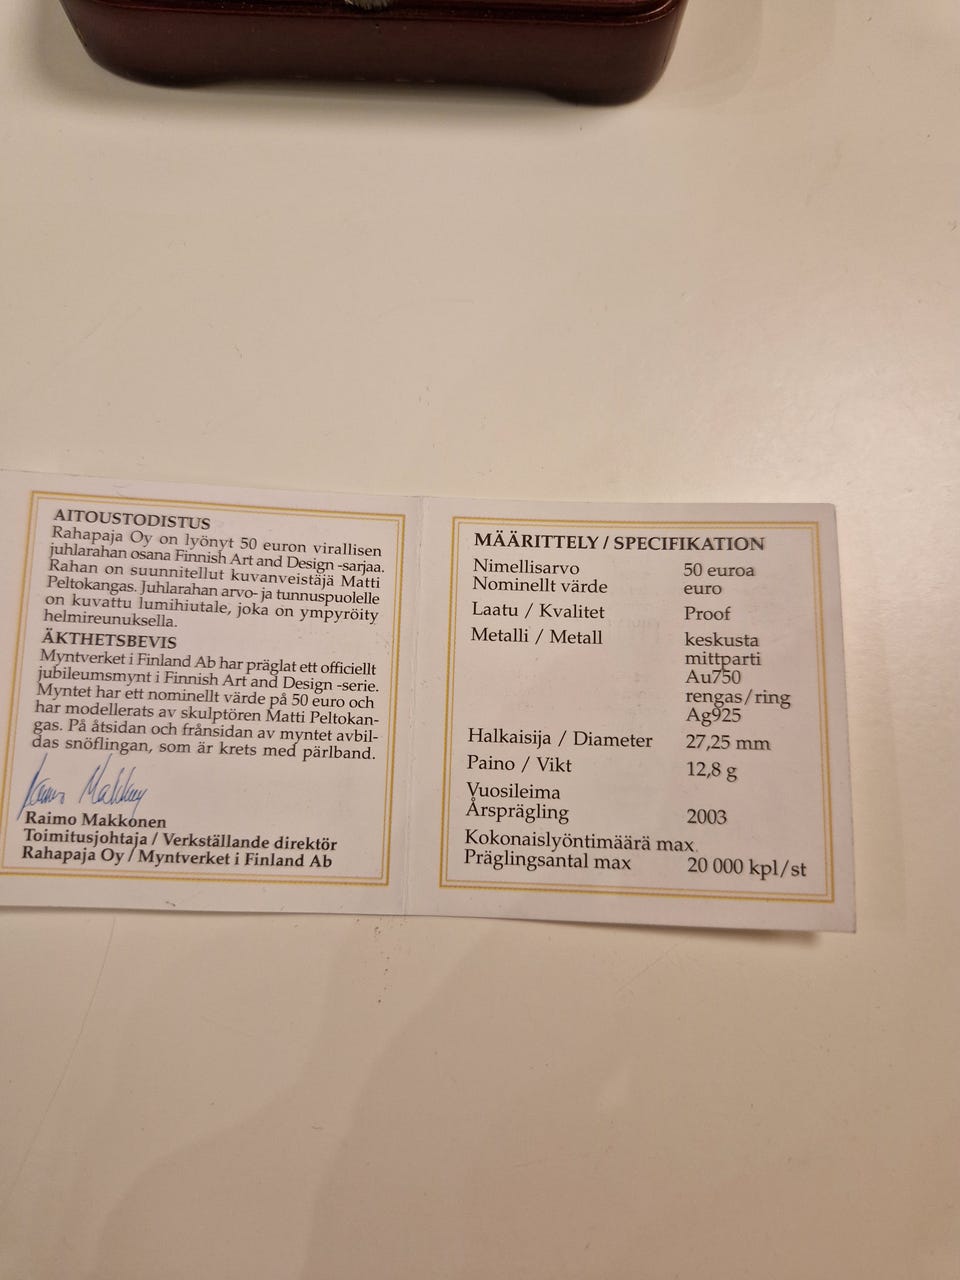 AITOUSTODISTUS
Rahapaja Oy on lyönyt 50 euron virallisen
juhlarahan osana Finnish Art and Design -sarjaa.
Rahan on suunnitellut kuvanveistäjä Matti
Peltokangas. Juhlarahan arvo- ja tunnuspuolelle
on kuvattu lumihiutale, joka on ympyröity
helmireunuksella.
ÄKTHETSBEVIS
Myntverket i Finland Ab har präglat ett officiellt
jubileumsmynt i Finnish Art and Design -serie.
Myntet har ett nominellt värde på 50 euro och
har modellerats av skulptören Matti Peltokan-
gas. På åtsidan och frånsidan av myntet avbil-
das snöflingan, som är krets med pärlband.
Raimo Makkonen
Raimo Makkonen
Toimitusjohtaja / Verkställande direktör
Rahapaja Oy / Myntverket i Finland Ab
MÄÄRITTELY / SPECIFIKATION
Nimellisarvo 50 euroa
Nominellt värde euro
Laatu / Kvalitet Proof
Metalli / Metall keskusta
mittparti
Au750
rengas/ring
Ag925
Halkaisija / Diameter 27,25 mm
Paino / Vikt 12,8 g
Vuosileima
Årsprägling 2003
Kokonaislyöntimäärä max.
Präglingsantal max 20 000 kpl/st